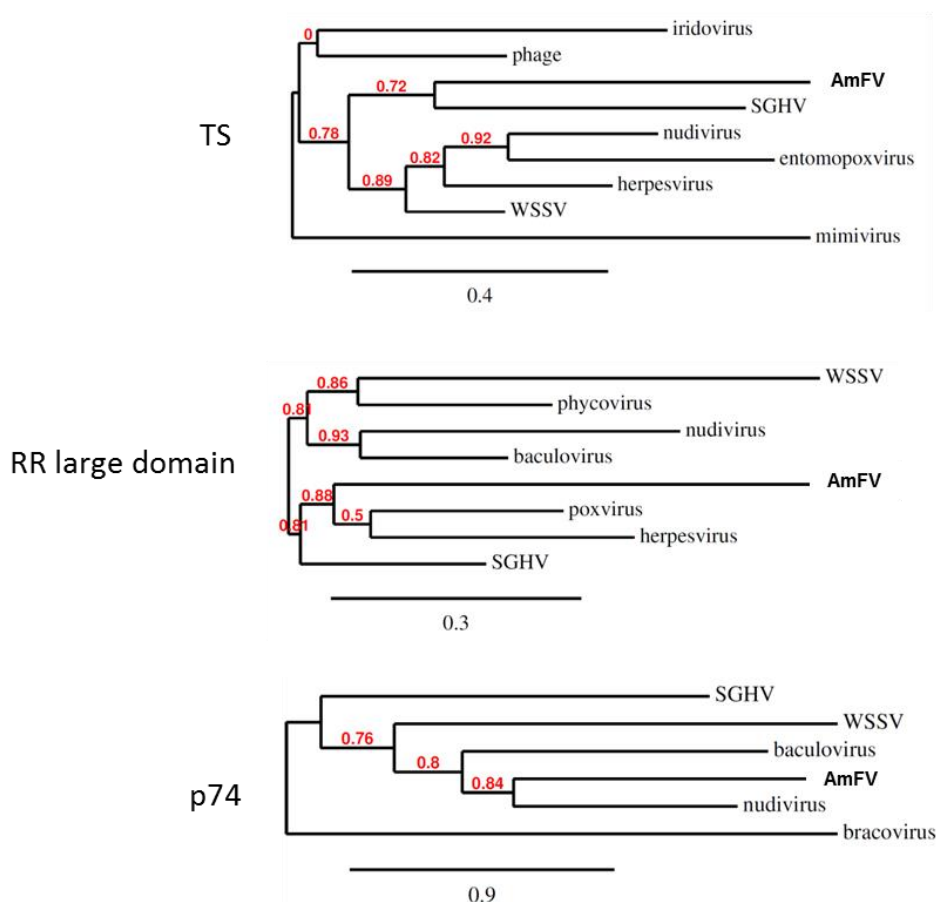 iridovirus
0
phage
0.72
AmFV
TS
SGHV
0.78
0.92
nudivirus
0.82
entomopoxvirus
0.89
herpesvirus
WSSV
mimivirus
0.4
WSSV
0.86
phycovirus
0.81
0.93
nudivirus
RR large domain
baculovirus
AmFV
0.88
0.5
poxvirus
0.81
herpesvirus
SGHV
0.3
SGHV
WSSV
0.76
baculovirus
0.8
AmFV
p74
0.84
nudivirus
bracovirus
0.9